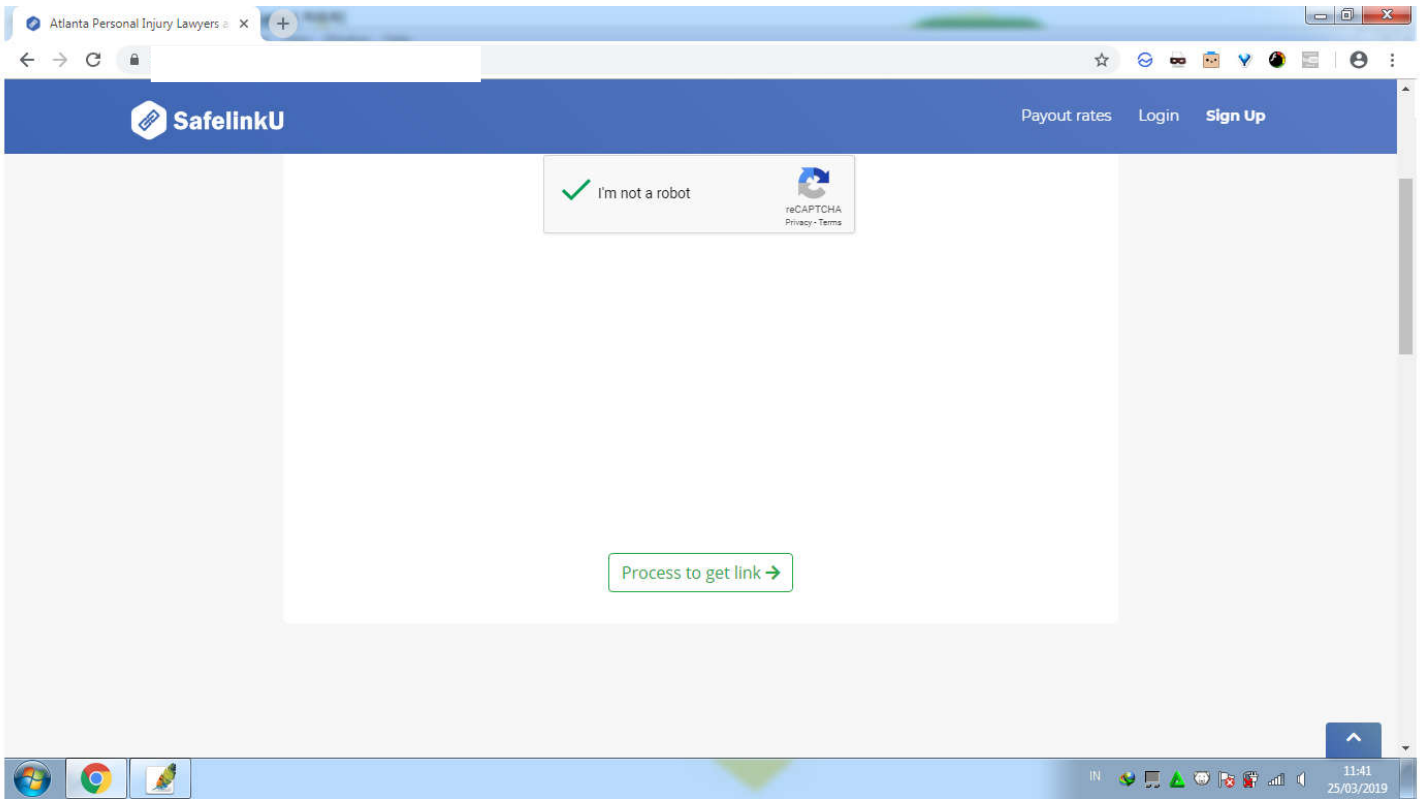 Atlanta Personal Injury Lawyers a
SafelinkU
Payout rates Login Sign Up
I'm not a robot
reCAPTCHA
Privacy - Terms
Process to get link
IN
11:41
25/03/2019